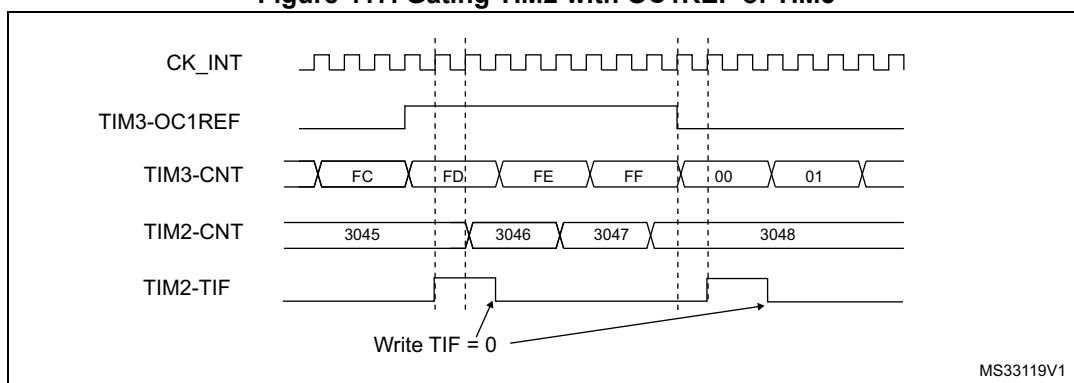 Figure 117. Gating TIM2 with OC1REF of TIM3
CK_INT
TIM3-OC1REF
TIM3-CNT FC FD FE FF 00 01
TIM2-CNT 3045 3046 3047 3048
TIM2-TIF
Write TIF = 0
MS33119V1